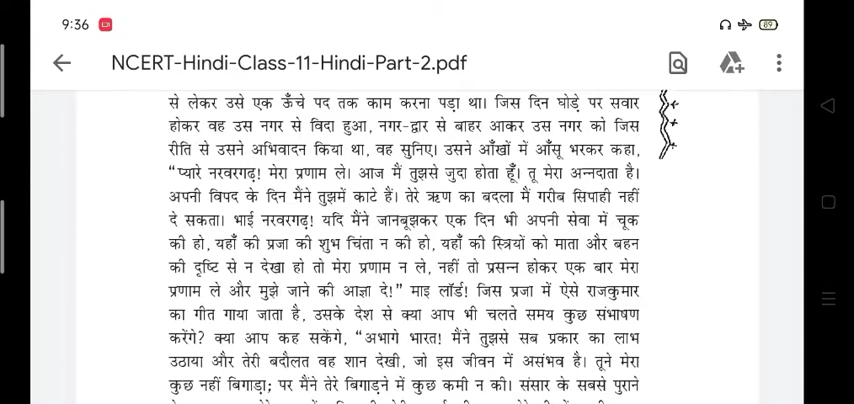 9:36
89
NCERT-Hindi-Class-11-Hindi-Part-2.pdf
से लेकर उसे एक ऊँचे पद तक काम करना पड़ा था। जिस दिन घोड़े पर सवार
होकर वह उस नगर से विदा हुआ, नगर-द्वार से बाहर आकर उस नगर को जिस
रीति से उसने अभिवादन किया था, वह सुनिए। उसने आँखों में आँसू भरकर कहा,
“प्यारे नरवरगढ़! मेरा प्रणाम ले। आज मैं तुझसे जुदा होता हूँ। तू मेरा अन्नदाता है।
अपनी विपद के दिन मैंने तुझमें काटे हैं। तेरे ऋण का बदला मैं गरीब सिपाही नहीं
दे सकता। भाई नरवरगढ़! यदि मैंने जानबूझकर एक दिन भी अपनी सेवा में चूक
की हो, यहाँ की प्रजा की शुभ चिंता न की हो, यहाँ की स्त्रियों को माता और बहन
की दृष्टि से न देखा हो तो मेरा प्रणाम न ले, नहीं तो प्रसन्न होकर एक बार मेरा
प्रणाम ले और मुझे जाने की आज्ञा दे!” माइ लॉर्ड! जिस प्रजा में ऐसे राजकुमार
का गीत गाया जाता है, उसके देश से क्या आप भी चलते समय कुछ संभाषण
करेंगे? क्या आप कह सकेंगे, “अभागे भारत! मैंने तुझसे सब प्रकार का लाभ
उठाया और तेरी बदौलत वह शान देखी, जो इस जीवन में असंभव है। तूने मेरा
कुछ नहीं बिगाड़ा; पर मैंने तेरे बिगाड़ने में कुछ कमी न की। संसार के सबसे पुराने